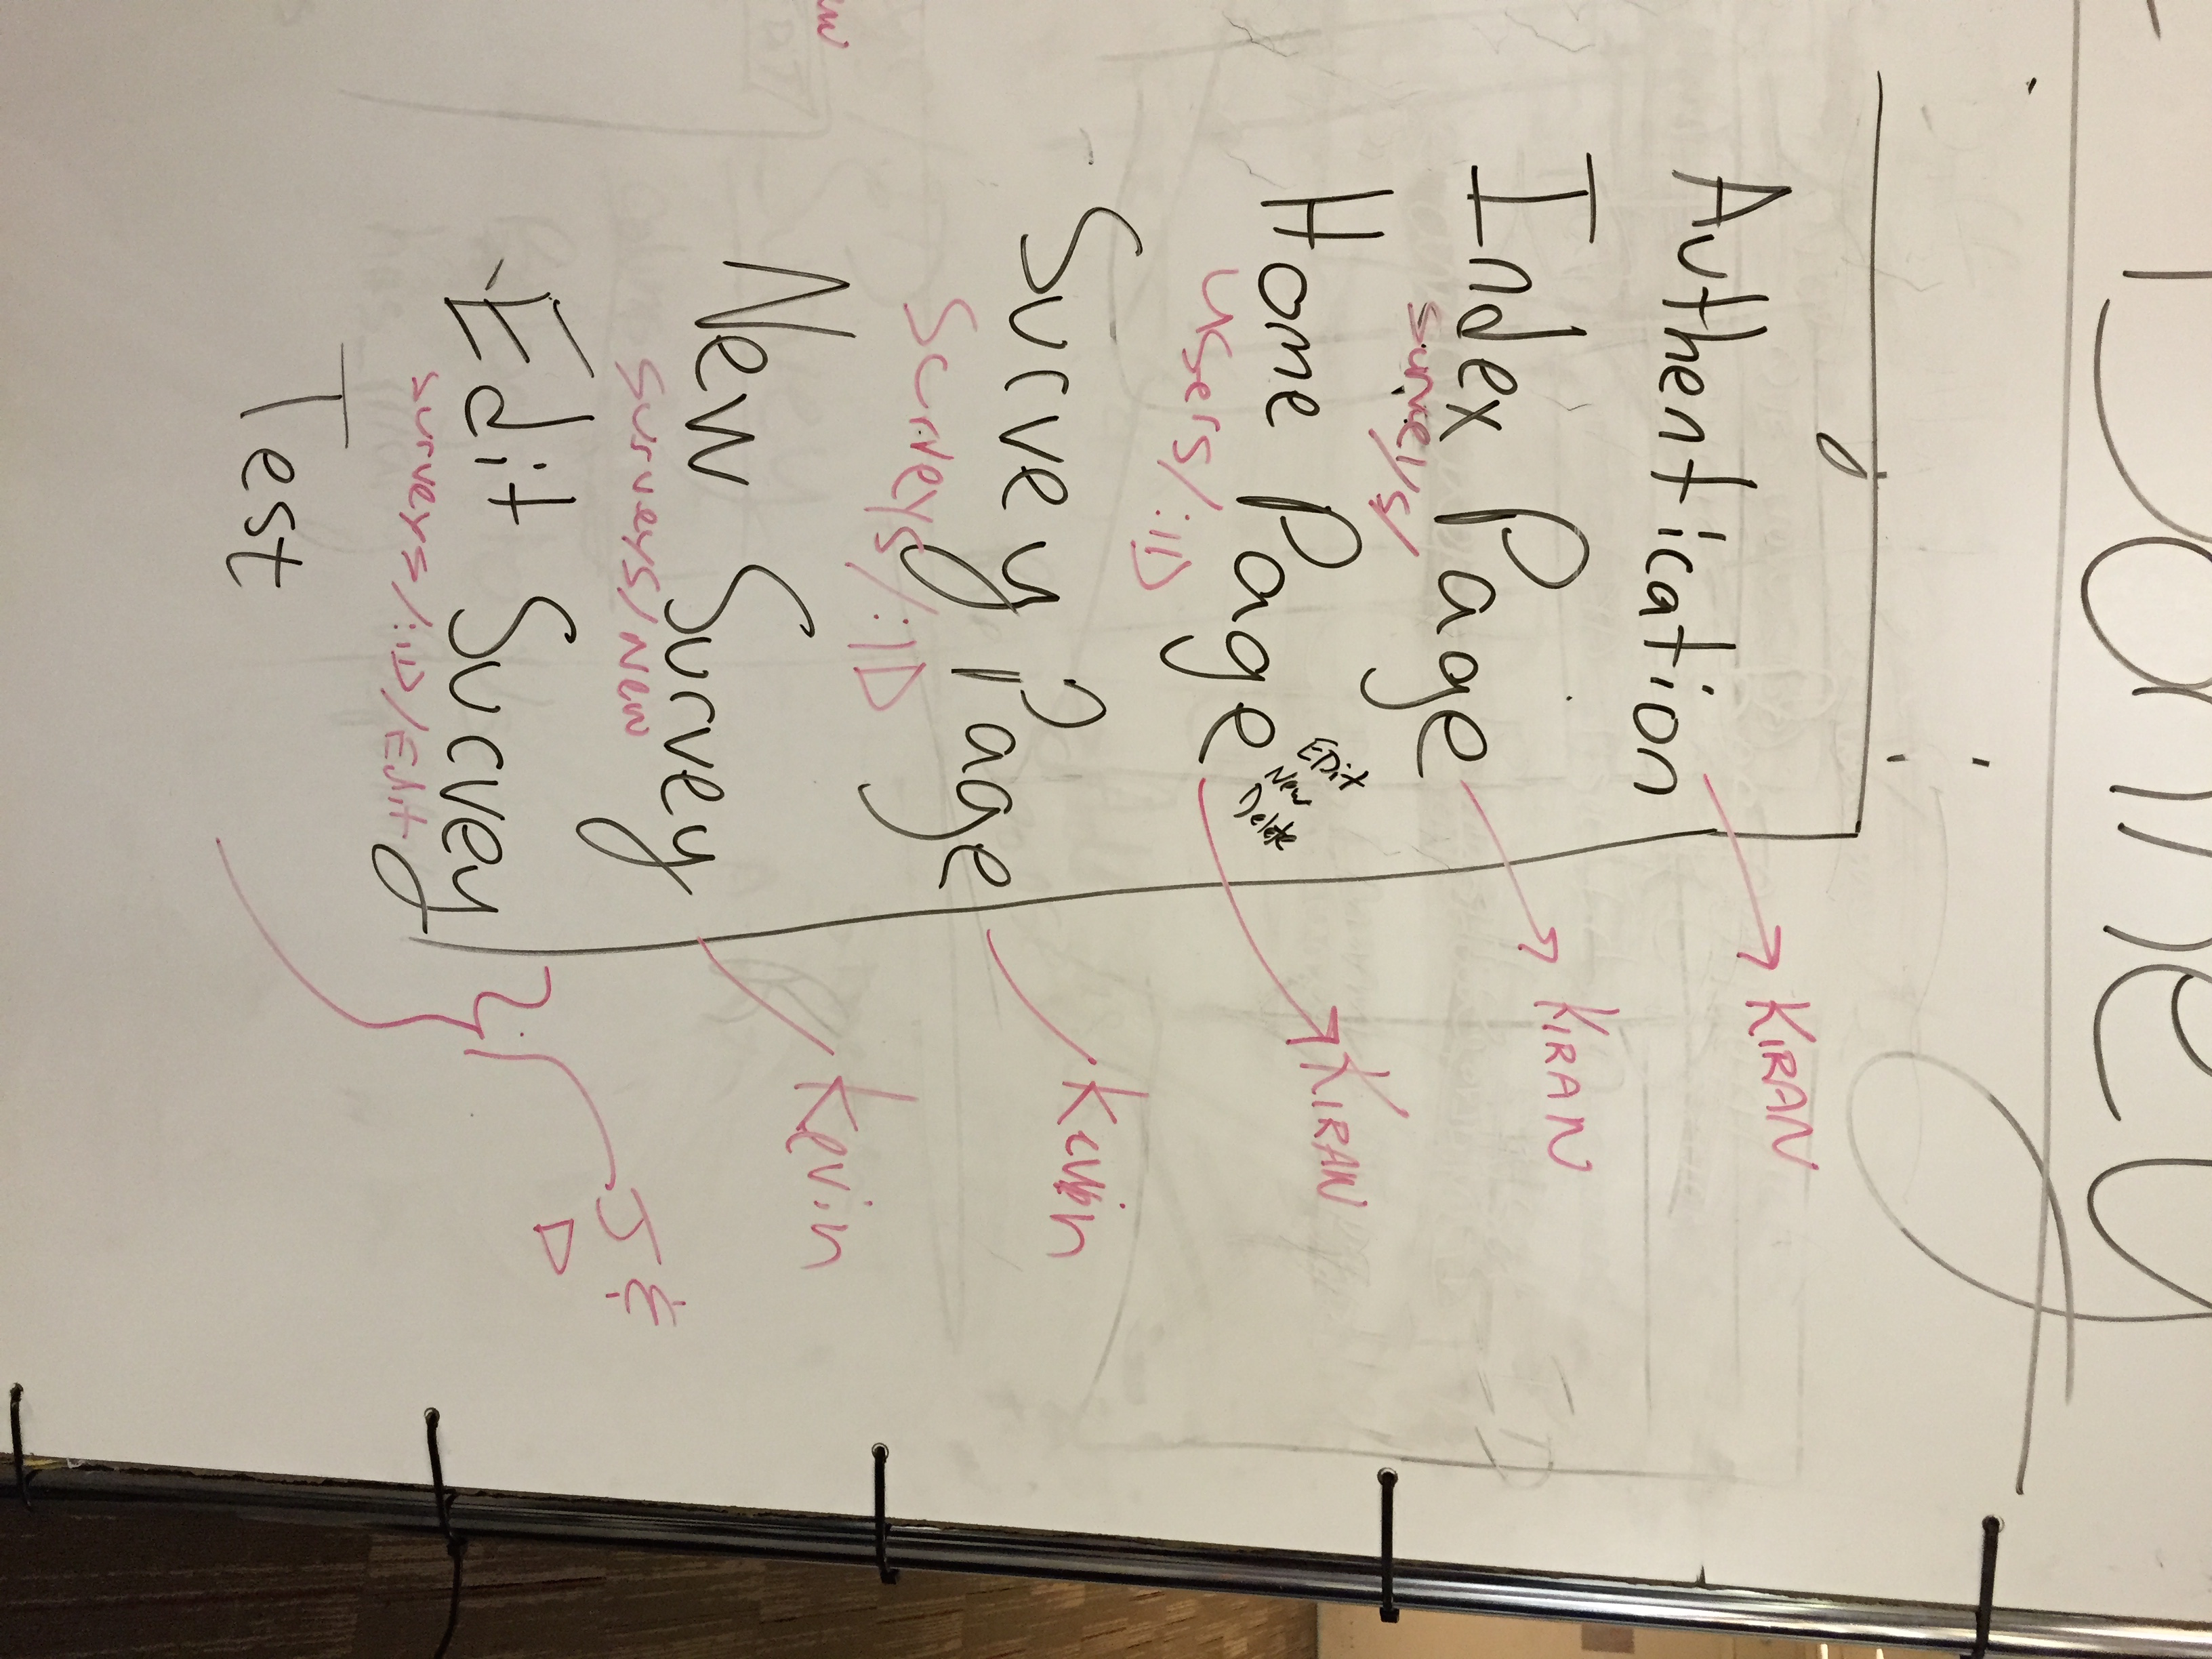 Authentication → KIRAN
Index Page → KIRAN
surveys/
Home Page Edit New Delete → KIRAN
users/:ID
Survey Page Kevin
Surveys/:ID
New Survey Kevin
surveys/New
Edit Survey J &
surveys/:iD/Edit D
Test